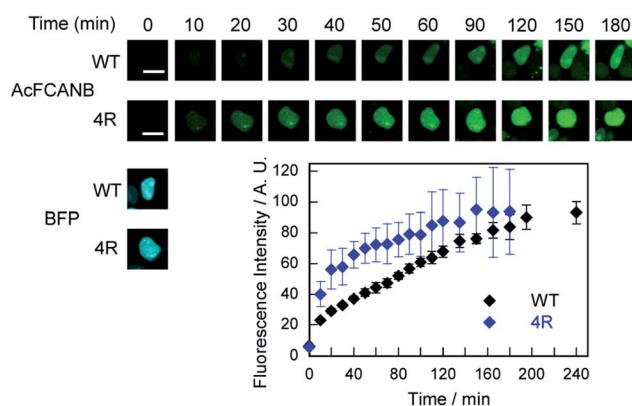 Time (min) 0 10 20 30 40 50 60 90 120 150 180
WT
AcFCANB
4R
WT
BFP
4R
Fluorescence Intensity / A. U.
120
100
80
60
40
20
0
WT
4R
0 40 80 120 160 200 240
Time / min